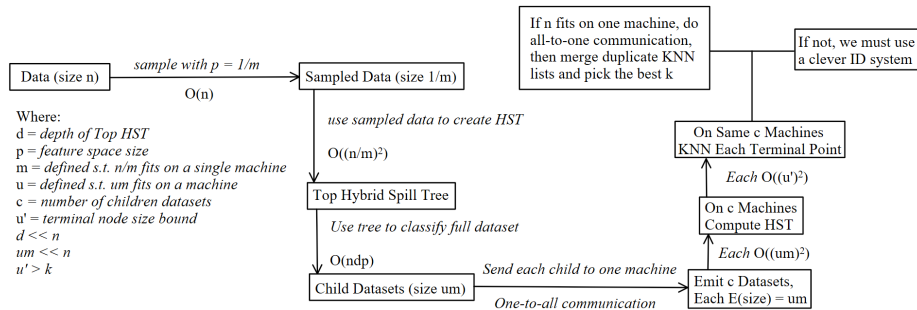 Data (size n)
sample with p = 1/m
O(n)
Sampled Data (size 1/m)
Where:
d = depth of Top HST
p = feature space size
m = defined s.t. n/m fits on a single machine
u = defined s.t. um fits on a machine
c = number of children datasets
u' = terminal node size bound
d << n
um << n
u' > k
use sampled data to create HST
O((n/m)²)
Top Hybrid Spill Tree
Use tree to classify full dataset
O(ndp)
Child Datasets (size um)
Send each child to one machine
One-to-all communication
Emit c Datasets,
Each E(size) = um
Each O((um)²)
On c Machines
Compute HST
Each O((u')²)
On Same c Machines
KNN Each Terminal Point
If n fits on one machine, do
all-to-one communication,
then merge duplicate KNN
lists and pick the best k
If not, we must use
a clever ID system